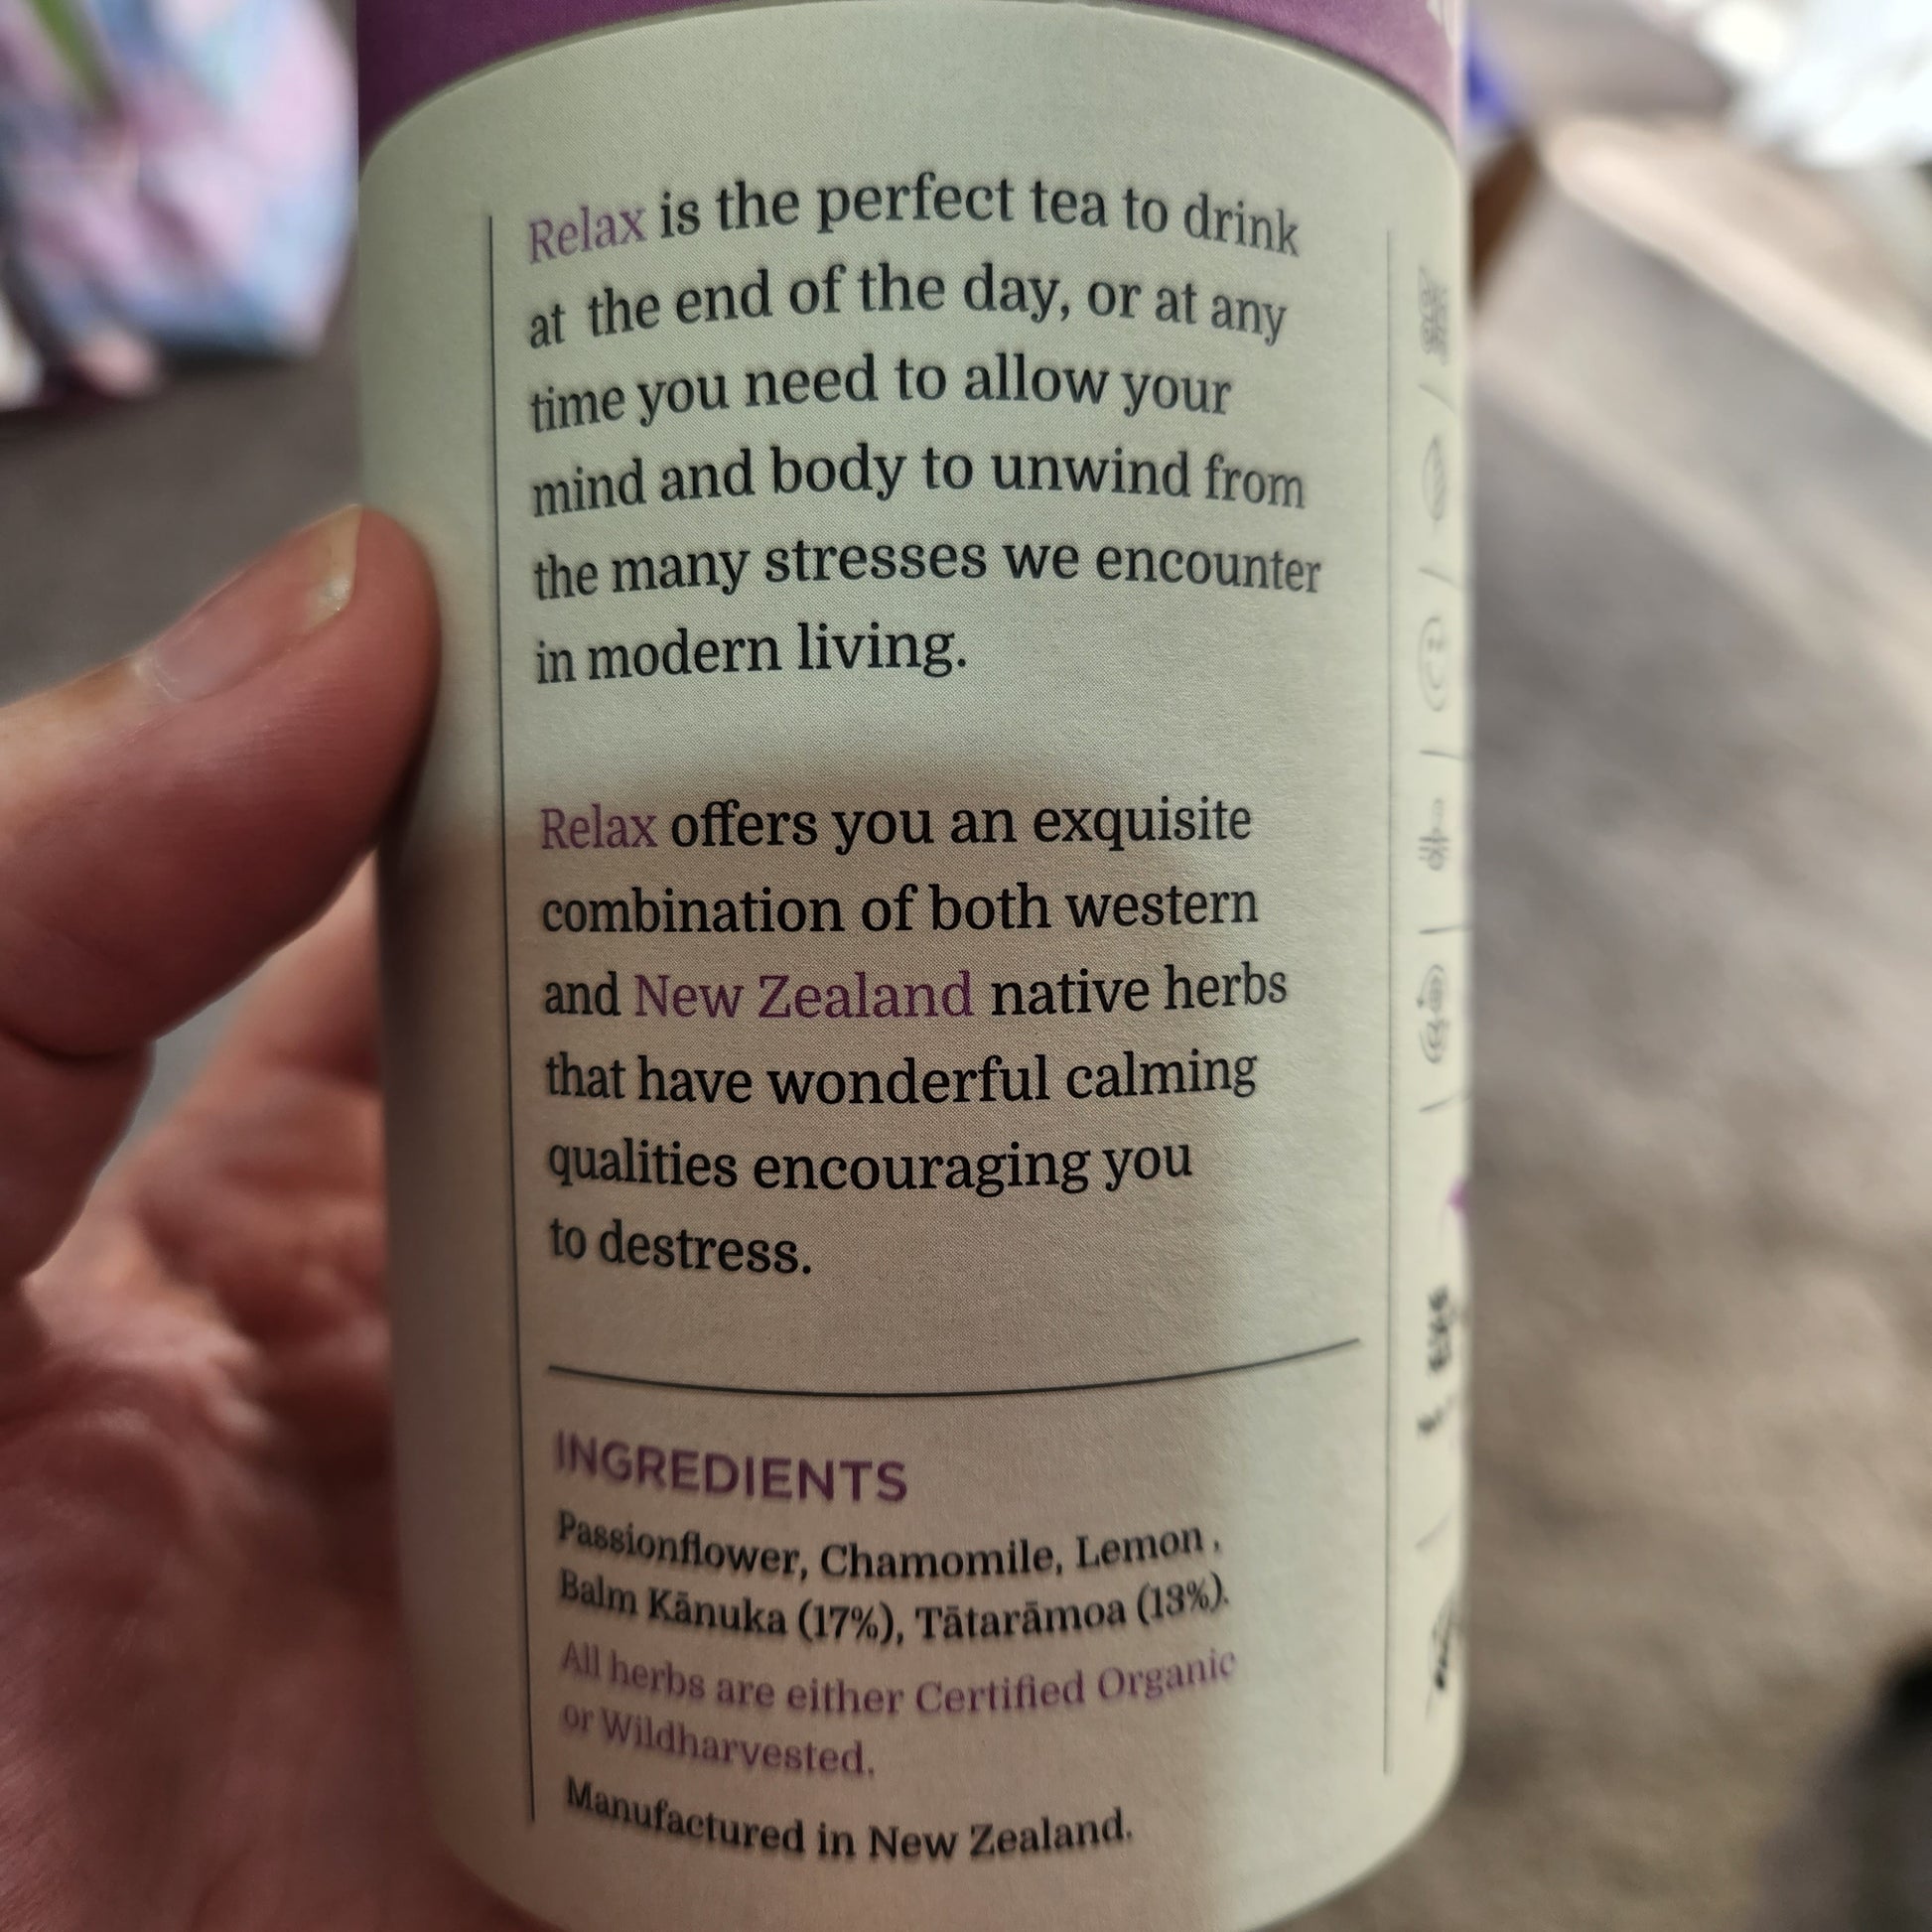 Relax is the perfect tea to drink
at the end of the day, or at any
time you need to allow your
mind and body to unwind from
the many stresses we encounter
in modern living.
Relax offers you an exquisite
combination of both western
and New Zealand native herbs
that have wonderful calming
qualities encouraging you
to destress.
INGREDIENTS
Passionflower, Chamomile, Lemon ,
Balm Kānuka (17%), Tātarāmoa (13%).
All herbs are either Certified Organic
or Wildharvested.
Manufactured in New Zealand.